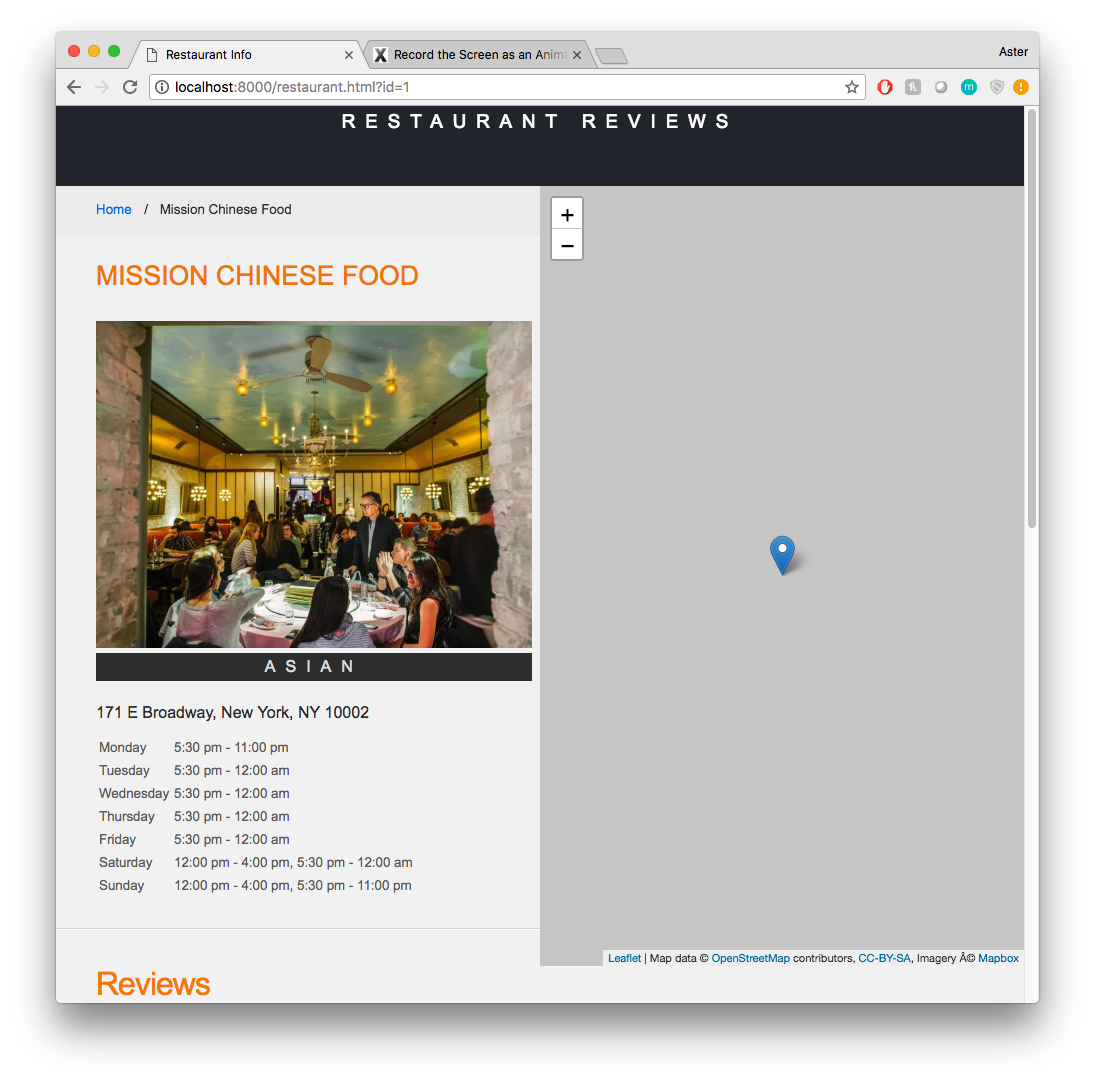 Restaurant Info
Record the Screen as an Anima
Aster
localhost:8000/restaurant.html?id=1
RESTAURANT REVIEWS
Home / Mission Chinese Food
+
−
MISSION CHINESE FOOD
ASIAN
171 E Broadway, New York, NY 10002
Monday 5:30 pm - 11:00 pm
Tuesday 5:30 pm - 12:00 am
Wednesday 5:30 pm - 12:00 am
Thursday 5:30 pm - 12:00 am
Friday 5:30 pm - 12:00 am
Saturday 12:00 pm - 4:00 pm, 5:30 pm - 12:00 am
Sunday 12:00 pm - 4:00 pm, 5:30 pm - 11:00 pm
Leaflet | Map data © OpenStreetMap contributors, CC-BY-SA, Imagery Â© Mapbox
Reviews